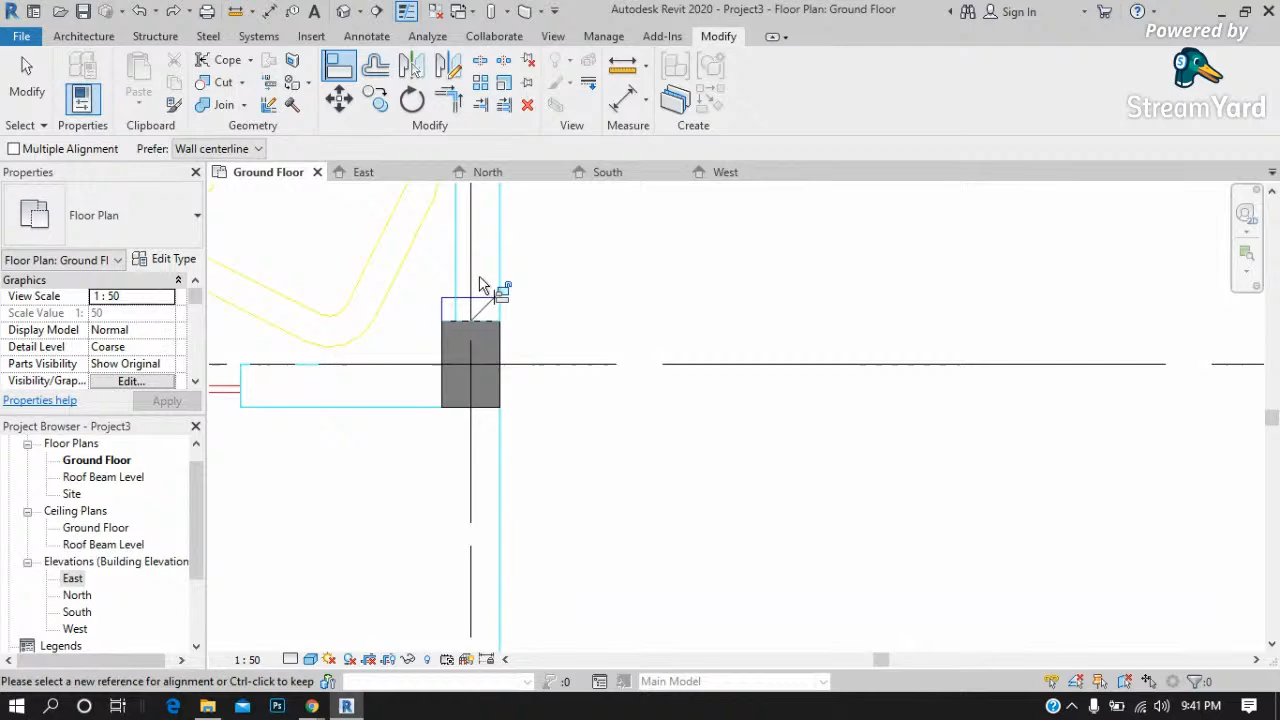 Autodesk Revit 2020 - Project3 - Floor Plan: Ground Floor
Sign In
Powered by
StreamYard
File
Architecture
Structure
Steel
Systems
Insert
Annotate
Analyze
Collaborate
View
Manage
Add-Ins
Modify
Modify
Paste
Cope
Cut
Join
Select
Properties
Clipboard
Geometry
Modify
View
Measure
Create
Multiple Alignment
Prefer:
Wall centerline
Properties
Ground Floor
East
North
South
West
Floor Plan
Floor Plan: Ground Fl
Edit Type
Graphics
View Scale
1 : 50
Scale Value 1:
50
Display Model
Normal
Detail Level
Coarse
Parts Visibility
Show Original
Visibility/Grap...
Edit...
Properties help
Apply
Project Browser - Project3
Floor Plans
Ground Floor
Roof Beam Level
Site
Ceiling Plans
Ground Floor
Roof Beam Level
Elevations (Building Elevation
East
North
South
West
Legends
1 : 50
Please select a new reference for alignment or Ctrl-click to keep
:0
Main Model
:0
9:41 PM